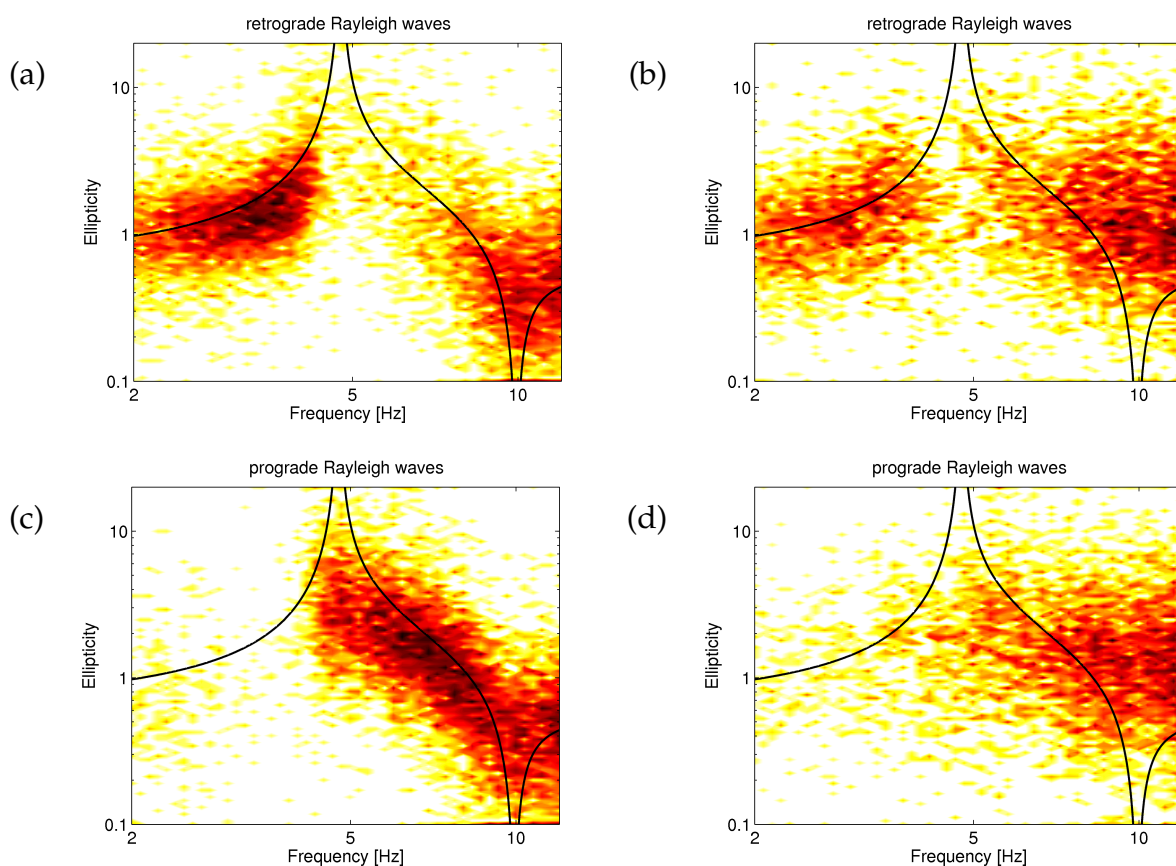 retrograde Rayleigh waves
(a)
10
1
0.1
Ellipticity
2
5
10
Frequency [Hz]
retrograde Rayleigh waves
(b)
10
1
0.1
Ellipticity
2
5
10
Frequency [Hz]
prograde Rayleigh waves
(c)
10
1
0.1
Ellipticity
2
5
10
Frequency [Hz]
prograde Rayleigh waves
(d)
10
1
0.1
Ellipticity
2
5
10
Frequency [Hz]